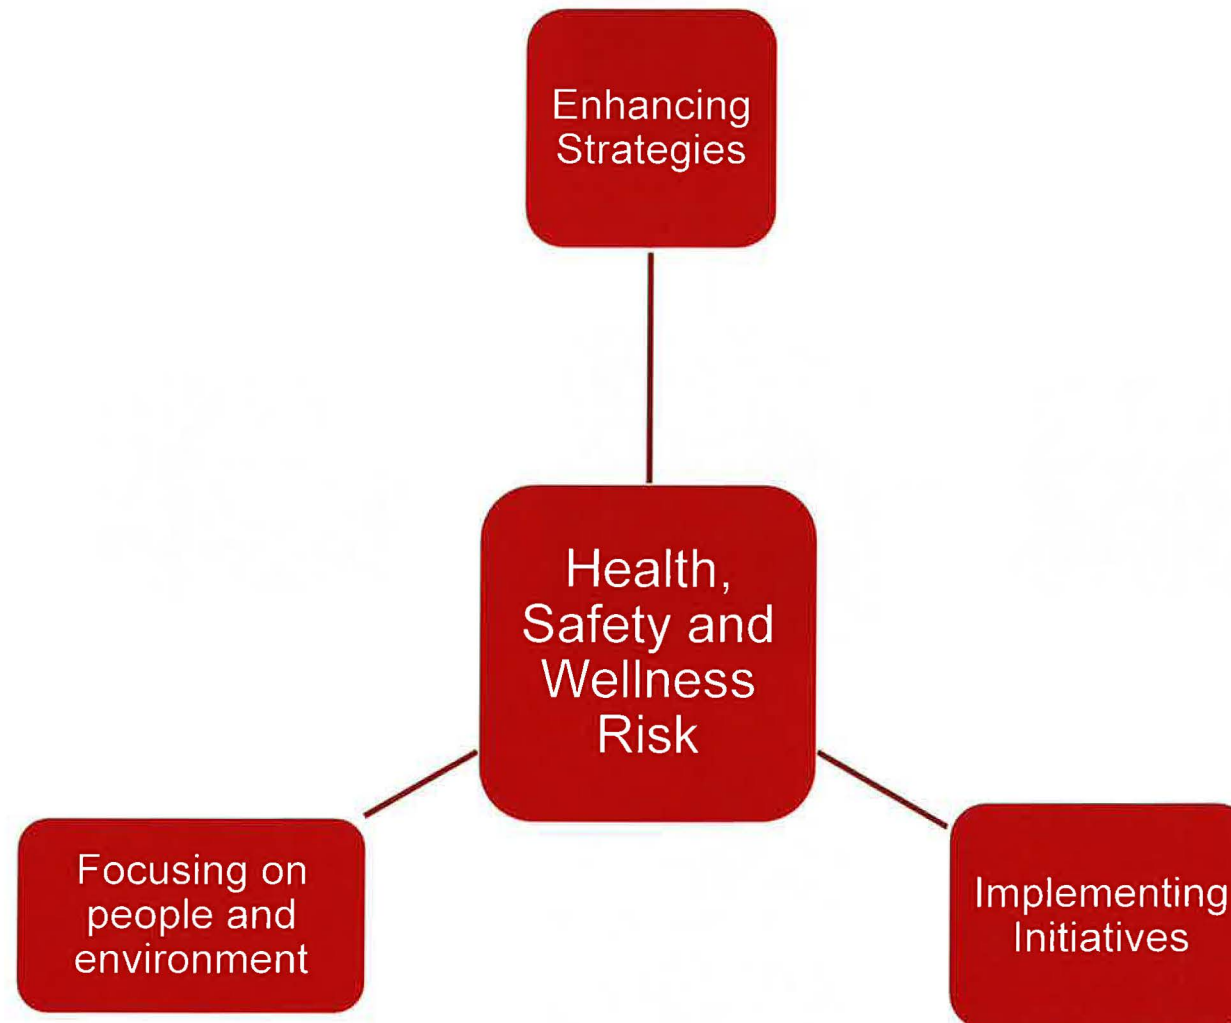 Enhancing
Strategies
Health,
Safety and
Wellness
Risk
Focusing on
people and
environment
Implementing
Initiatives